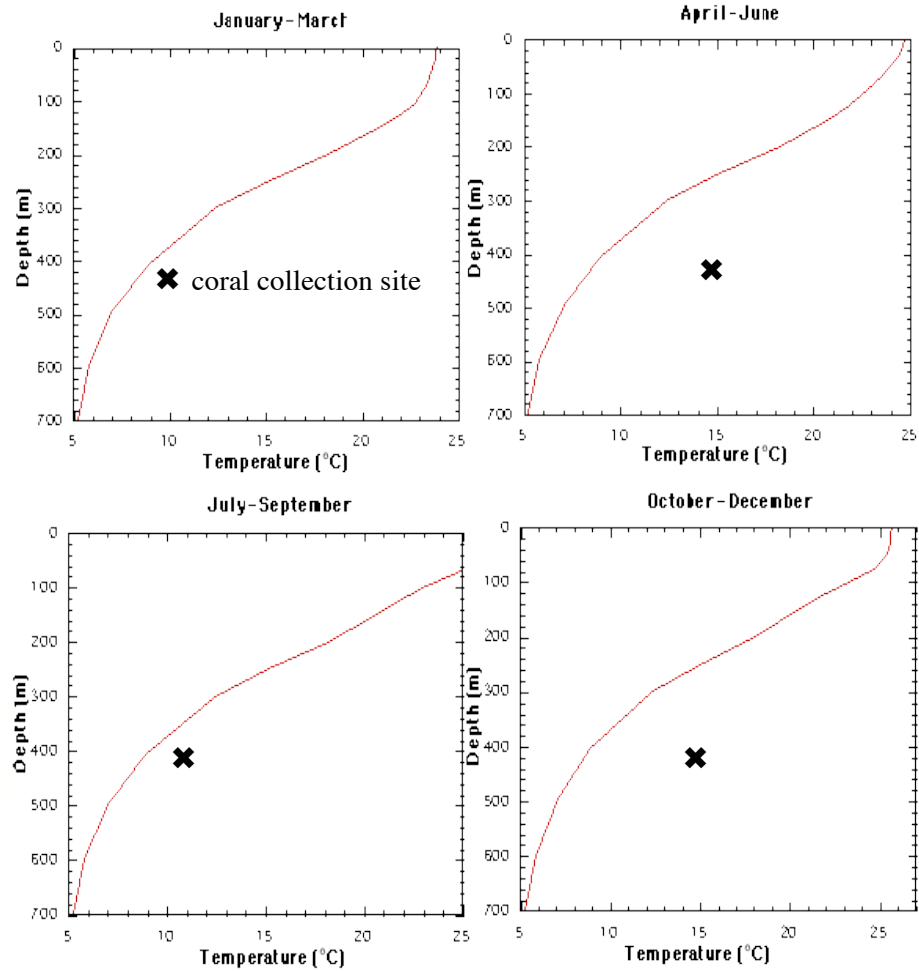 January-March
0
100
200
300
400
500
600
700
Depth (m)
coral collection site
5 10 15 20 25
Temperature (°C)
April-June
0
100
200
300
400
500
600
700
Depth (m)
5 10 15 20 25
Temperature (°C)
July-September
0
100
200
300
400
500
600
700
Depth (m)
5 10 15 20 25
Temperature (°C)
October-December
0
100
200
300
400
500
600
700
Depth (m)
5 10 15 20 25
Temperature (°C)